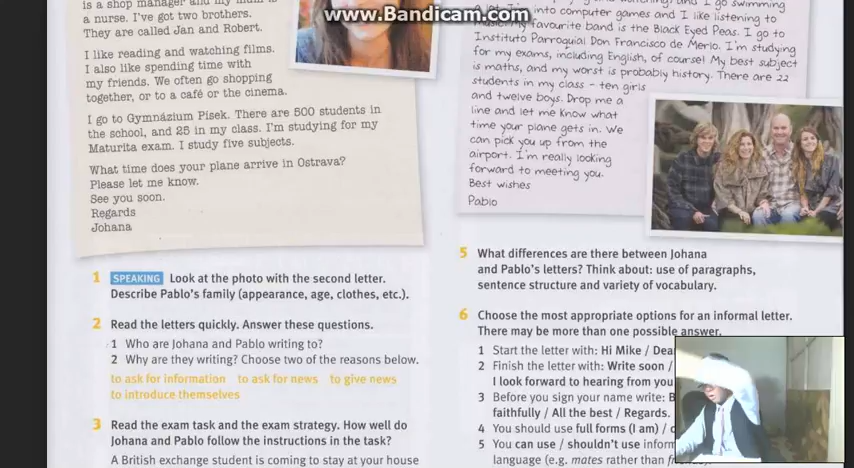 www.Bandicam.com
is a shop manager and my mum is
a nurse. I've got two brothers.
They are called Jan and Robert.
I like reading and watching films.
I also like spending time with
my friends. We often go shopping
together, or to a café or the cinema.
I go to Gymnázium Písek. There are 500 students in
the school, and 25 in my class. I'm studying for my
Maturita exam. I study five subjects.
What time does your plane arrive in Ostrava?
Please let me know.
See you soon.
Regards
Johana
I go swimming
into computer games and I like listening to
music. My favourite band is the Black Eyed Peas. I go to
Instituto Parroquial Don Francisco de Merlo. I'm studying
for my exams, including English, of course! My best subject
is maths, and my worst is probably history. There are 22
students in my class – ten girls
and twelve boys. Drop me a
line and let me know what
time your plane gets in. We
can pick you up from the
airport. I'm really looking
forward to meeting you.
Best wishes
Pablo
1 SPEAKING Look at the photo with the second letter.
Describe Pablo's family (appearance, age, clothes, etc.).
2 Read the letters quickly. Answer these questions.
1 Who are Johana and Pablo writing to?
2 Why are they writing? Choose two of the reasons below.
to ask for information to ask for news to give news
to introduce themselves
3 Read the exam task and the exam strategy. How well do
Johana and Pablo follow the instructions in the task?
A British exchange student is coming to stay at your house
5 What differences are there between Johana
and Pablo's letters? Think about: use of paragraphs,
sentence structure and variety of vocabulary.
6 Choose the most appropriate options for an informal letter.
There may be more than one possible answer.
1 Start the letter with: Hi Mike / Dea
2 Finish the letter with: Write soon /
I look forward to hearing from you
3 Before you sign your name write: B
faithfully / All the best / Regards.
4 You should use full forms (I am) / c
5 You can use / shouldn't use inform
language (e.g. mates rather than fr